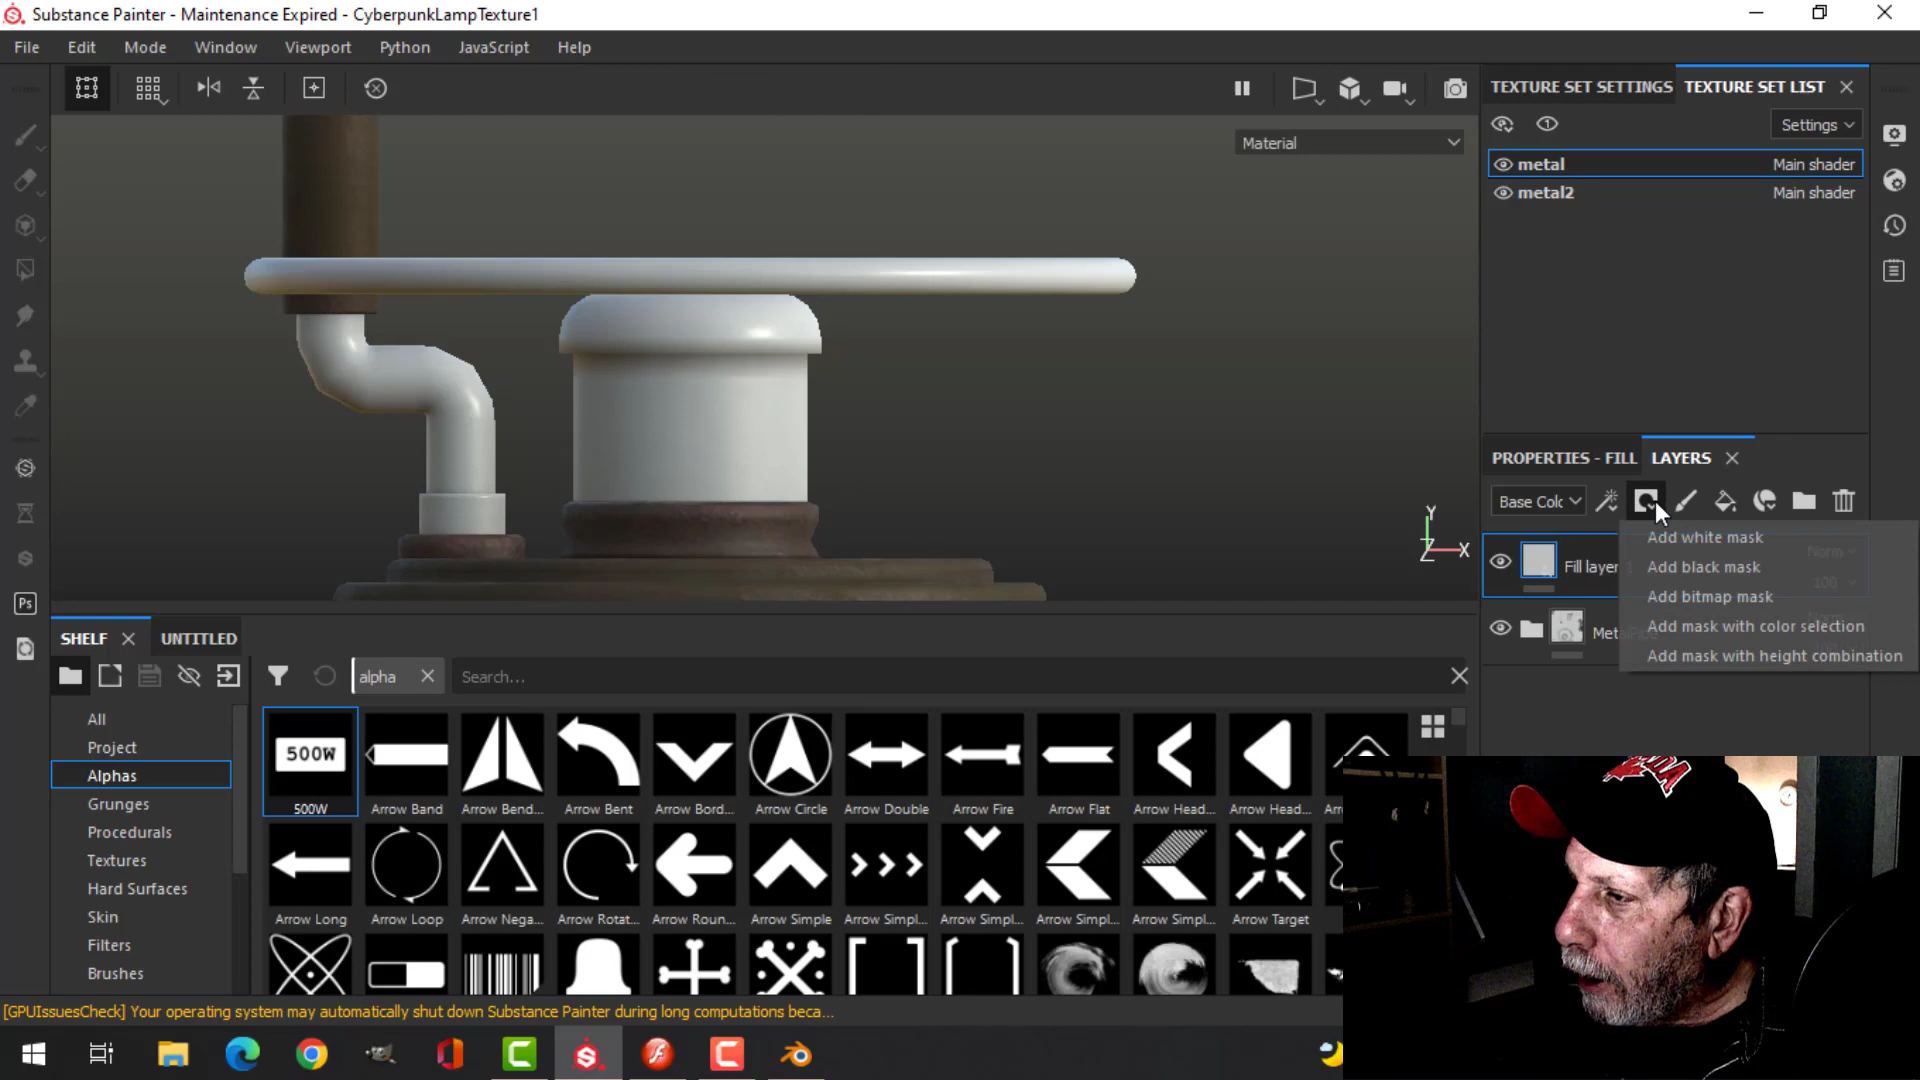 Substance Painter - Maintenance Expired - CyberpunkLampTexture1
File Edit Mode Window Viewport Python JavaScript Help
Material
TEXTURE SET SETTINGS TEXTURE SET LIST
Settings
metal Main shader
metal2 Main shader
PROPERTIES - FILL LAYERS
Base Colc
Add white mask
Norm
Fill layer
Add black mask
100
Add bitmap mask
Add mask with color selection
Add mask with height combination
Y
Z X
SHELF UNTITLED
alpha Search...
All
Project
Alphas
Grunges
Procedurals
Textures
Hard Surfaces
Skin
Filters
Brushes
500W
500W Arrow Band Arrow Bend... Arrow Bent Arrow Bord... Arrow Circle Arrow Double Arrow Fire Arrow Flat Arrow Head... Arrow Head...
Arrow Long Arrow Loop Arrow Nega... Arrow Rotat... Arrow Roun... Arrow Simple Arrow Simpl... Arrow Simpl... Arrow Simpl... Arrow Simpl... Arrow Target
Ps
[GPUIssuesCheck] Your operating system may automatically shut down Substance Painter during long computations beca...